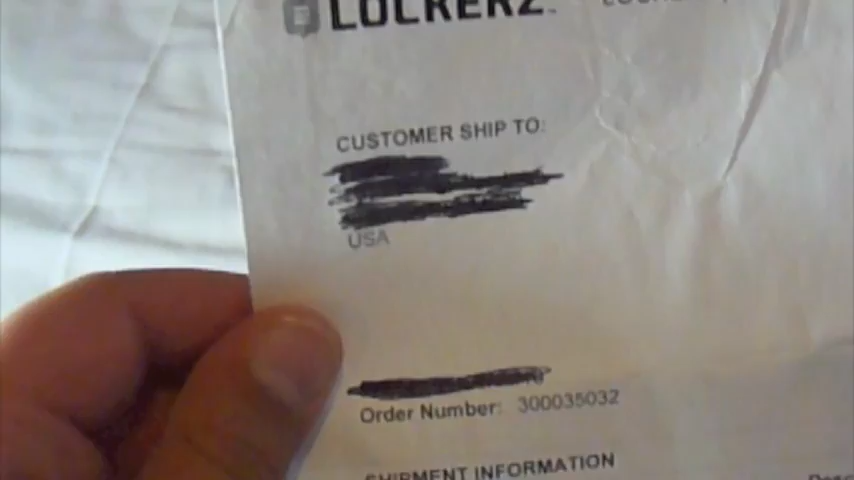 LOCKERZ
CUSTOMER SHIP TO:
USA
Order Number: 300035032
SHIPMENT INFORMATION